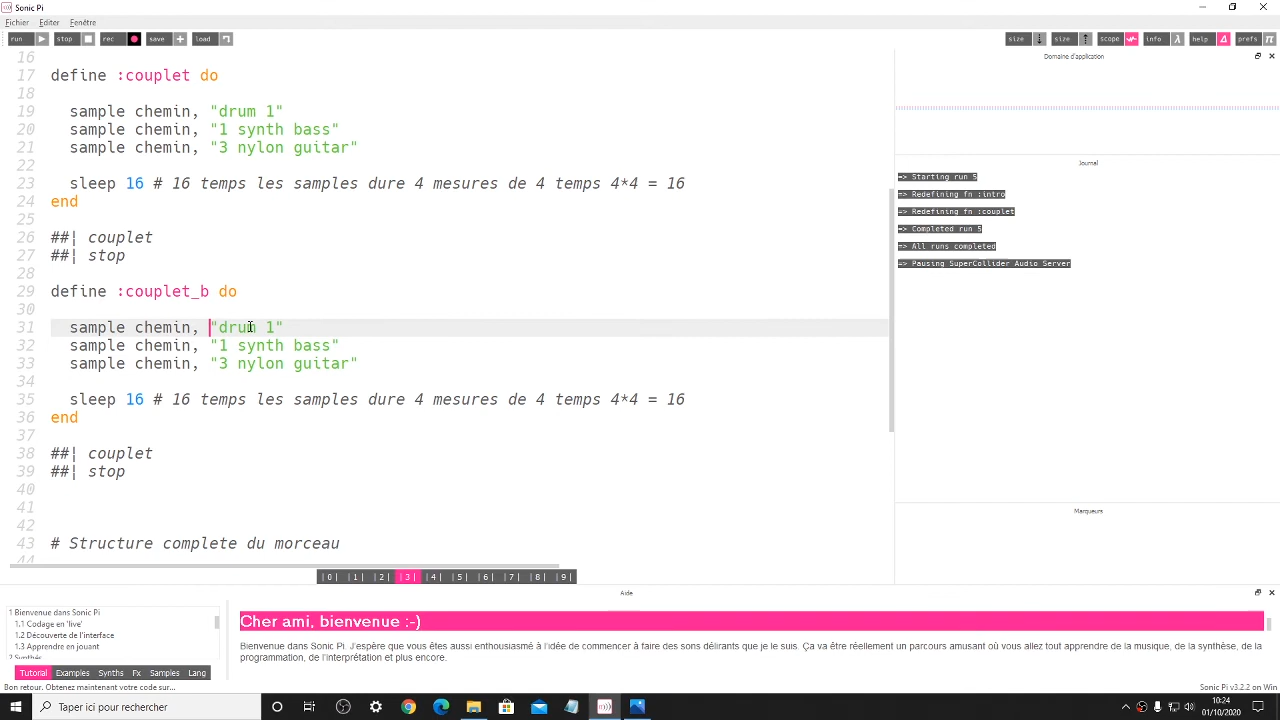 Sonic Pi
Fichier Editer Fenêtre
run stop rec save load size size scope info help prefs
16
17 define :couplet do
18
19 sample chemin, "drum 1"
20 sample chemin, "1 synth bass"
21 sample chemin, "3 nylon guitar"
22
23 sleep 16 # 16 temps les samples dure 4 mesures de 4 temps 4*4 = 16
24 end
25
26 ##| couplet
27 ##| stop
28
29 define :couplet_b do
30
31 sample chemin, "drum 1"
32 sample chemin, "1 synth bass"
33 sample chemin, "3 nylon guitar"
34
35 sleep 16 # 16 temps les samples dure 4 mesures de 4 temps 4*4 = 16
36 end
37
38 ##| couplet
39 ##| stop
40
41
42
43 # Structure complete du morceau
44
Domaine d'application
Journal
=> Starting run 5
=> Redefining fn :intro
=> Redefining fn :couplet
=> Completed run 5
=> All runs completed
=> Pausing SuperCollider Audio Server
Marqueurs
|0| |1| |2| |3| |4| |5| |6| |7| |8| |9|
Aide
1 Bienvenue dans Sonic Pi
1.1 Codage en 'live'
1.2 Découverte de l'interface
1.3 Apprendre en jouant
2 Synthés
Tutorial Examples Synths Fx Samples Lang
Cher ami, bienvenue :-)
Bienvenue dans Sonic Pi. J'espère que vous êtes aussi enthousiasmé à l'idée de commencer à faire des sons délirants que je le suis. Ça va être réellement un parcours amusant où vous allez tout apprendre de la musique, de la synthèse, de la
programmation, de l'interprétation et plus encore.
Bon retour. Obtenez maintenant votre code sur...
Sonic Pi v3.2.2 on Win
Taper ici pour rechercher
10:24
01/10/2020